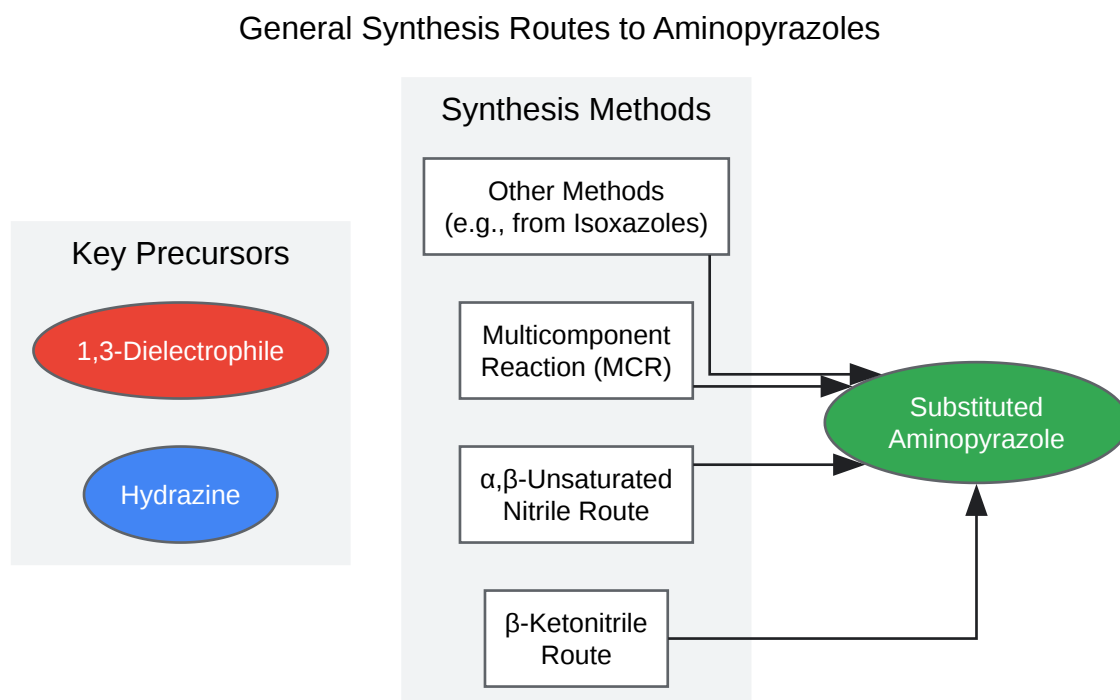 General Synthesis Routes to Aminopyrazoles
Key Precursors
1,3-Dielectrophile
Hydrazine
Synthesis Methods
Other Methods
(e.g., from Isoxazoles)
Multicomponent
Reaction (MCR)
α,β-Unsaturated
Nitrile Route
β-Ketonitrile
Route
Substituted
Aminopyrazole